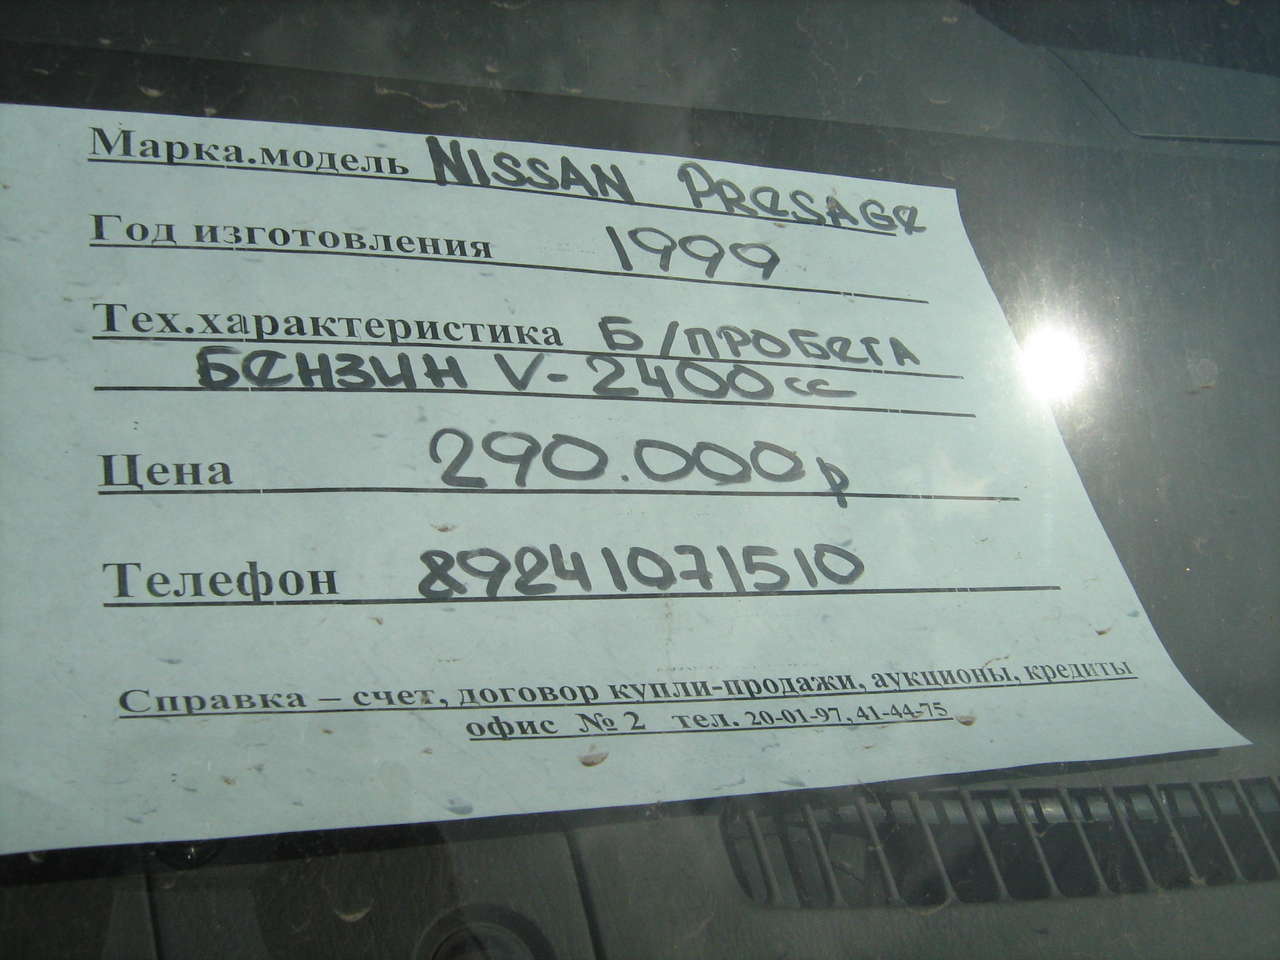 Марка.модель NISSAN PReSAGe
Год изготовления 1999
Тех.характеристика Б/ПРОБеГА
БеНЗИН V-2400cc
Цена 290.000р
Телефон 89241071510
Справка – счет, договор купли-продажи, аукционы, кредиты
офис № 2 тел. 20-01-97, 41-44-75